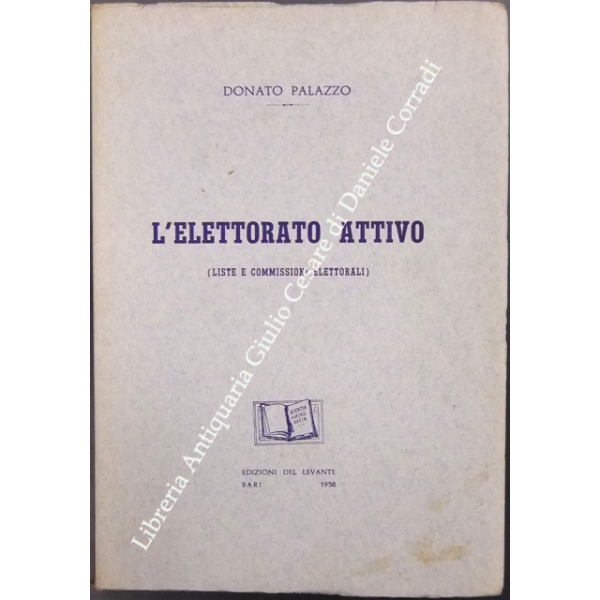 DONATO PALAZZO
L'ELETTORATO ATTIVO
(LISTE E COMMISSIONI ELETTORALI)
EDIZIONI DEL LEVANTE
BARI 1958
Libreria Antiquaria Giulio Cesare di Daniele Corradi